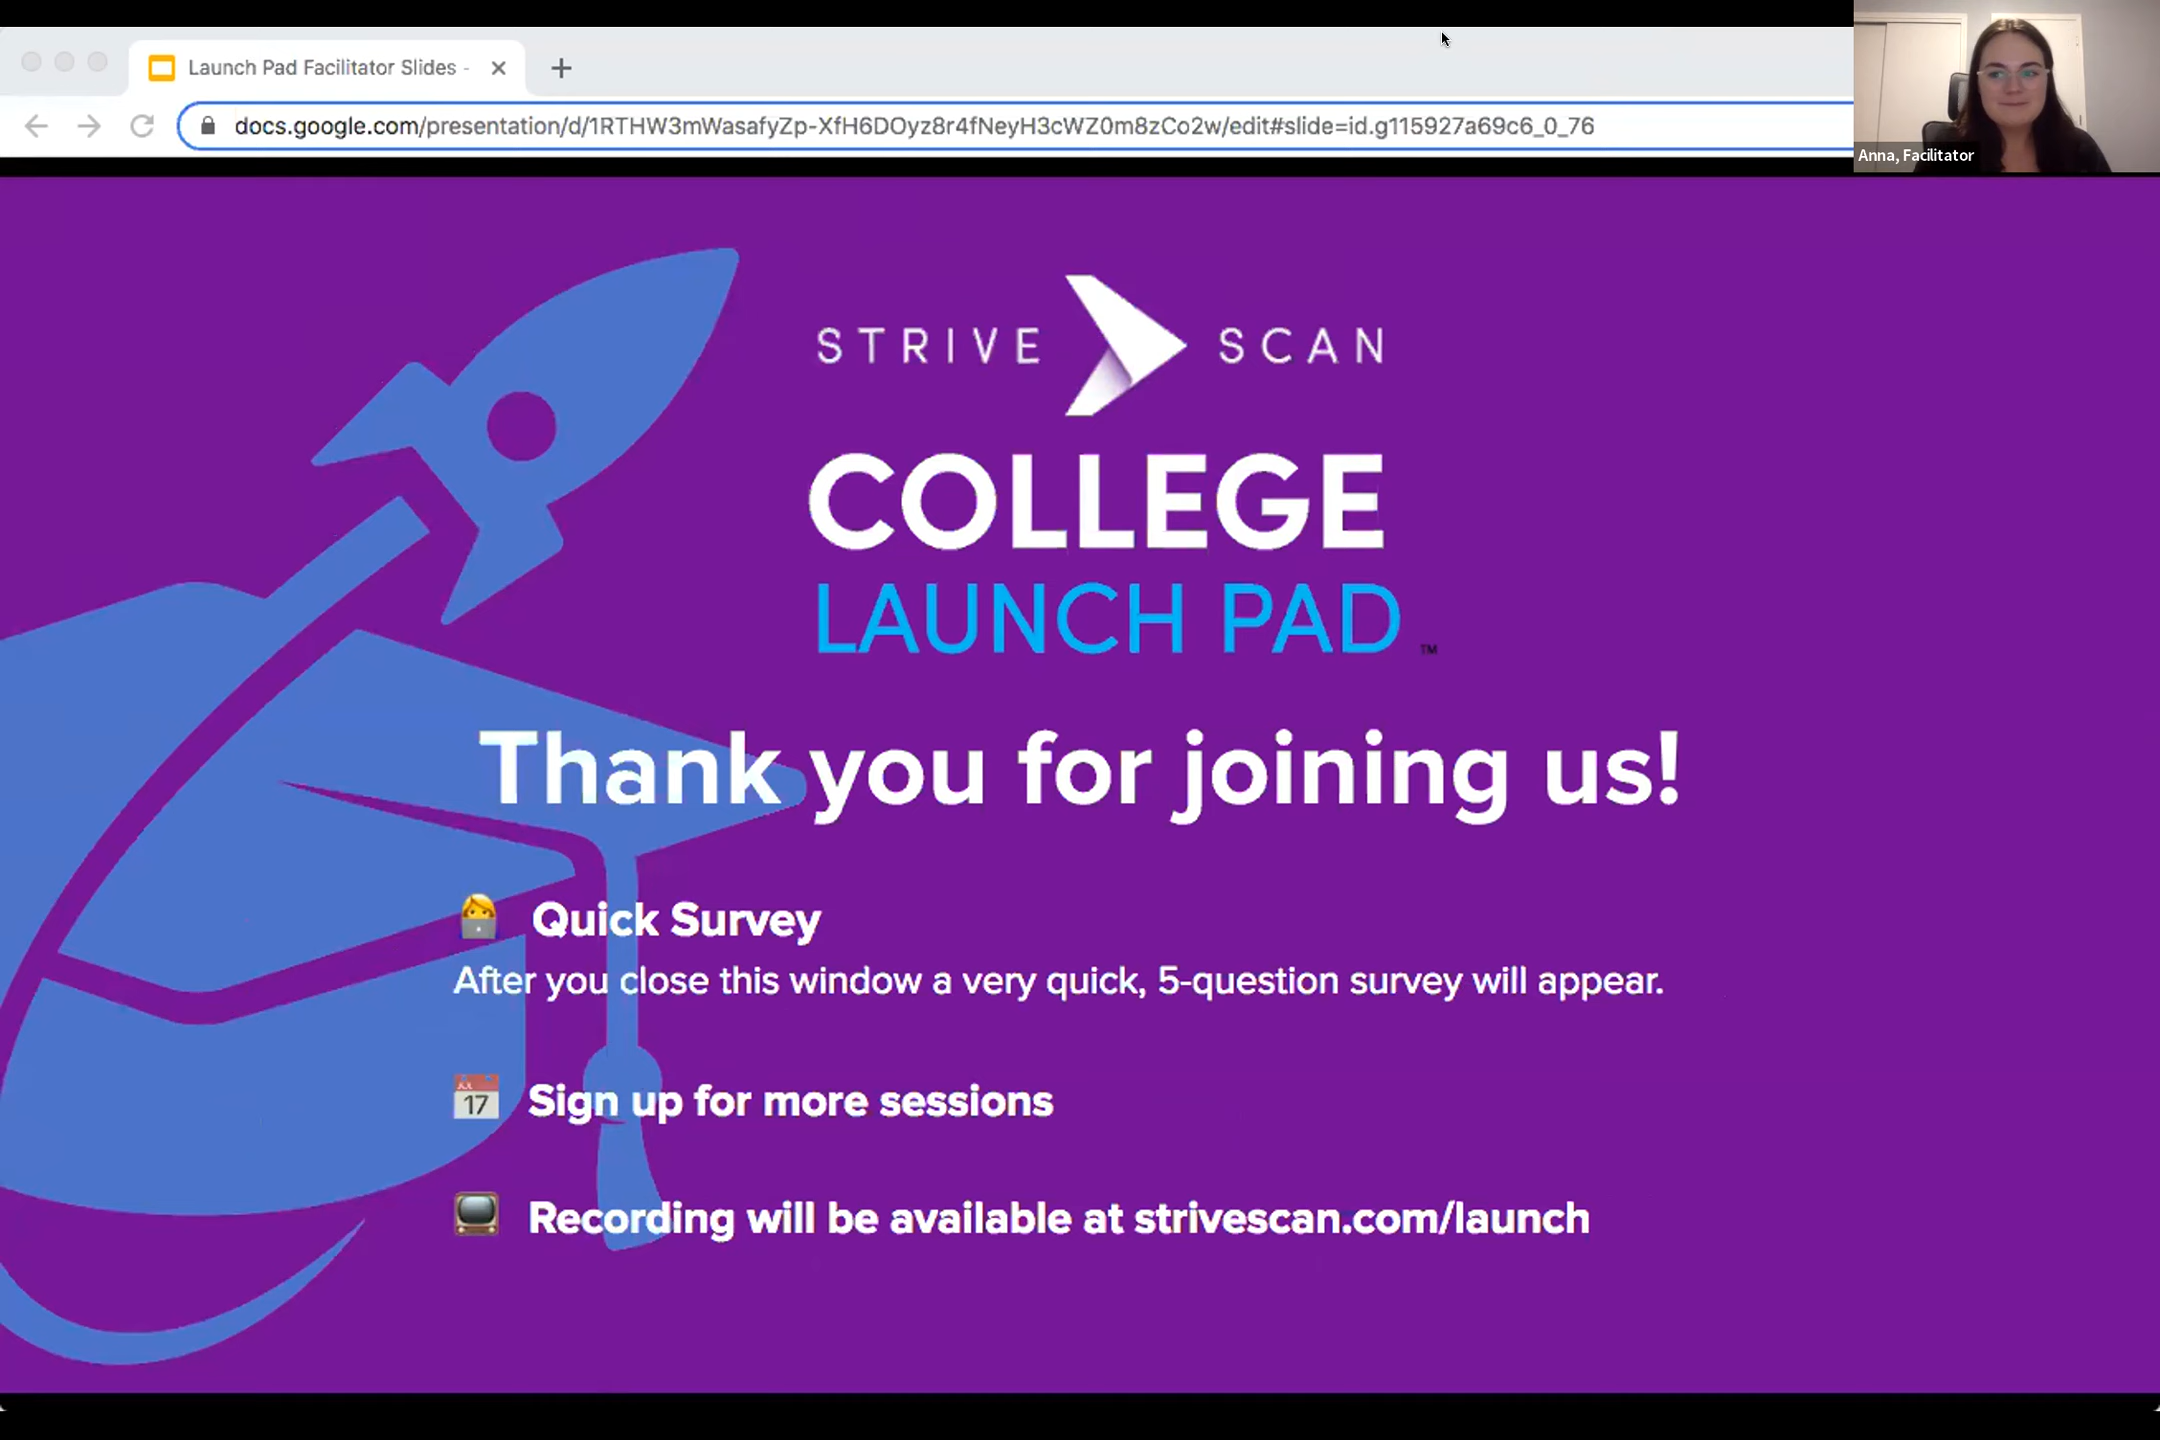 Launch Pad Facilitator Slides -
docs.google.com/presentation/d/1RTHW3mWasafyZp-XfH6DOyz8r4fNeyH3cWZ0m8zCo2w/edit#slide=id.g115927a69c6_0_76
Anna, Facilitator
STRIVE SCAN
COLLEGE
LAUNCH PAD ™
Thank you for joining us!
Quick Survey
After you close this window a very quick, 5-question survey will appear.
17 Sign up for more sessions
Recording will be available at strivescan.com/launch